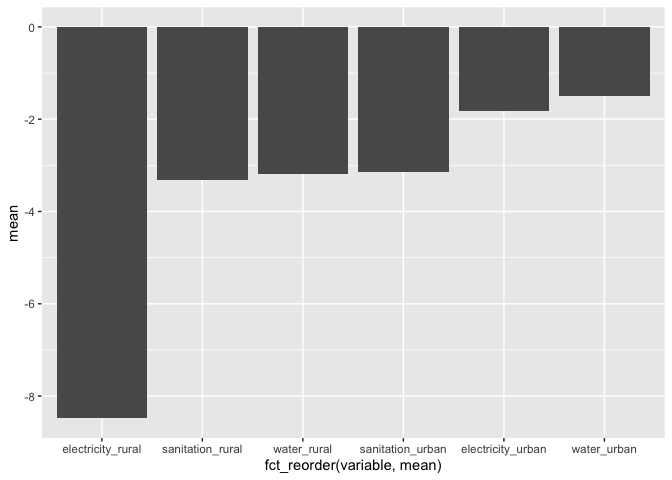 0
-2
-4
-6
-8
mean
electricity_rural sanitation_rural water_rural sanitation_urban electricity_urban water_urban
fct_reorder(variable, mean)